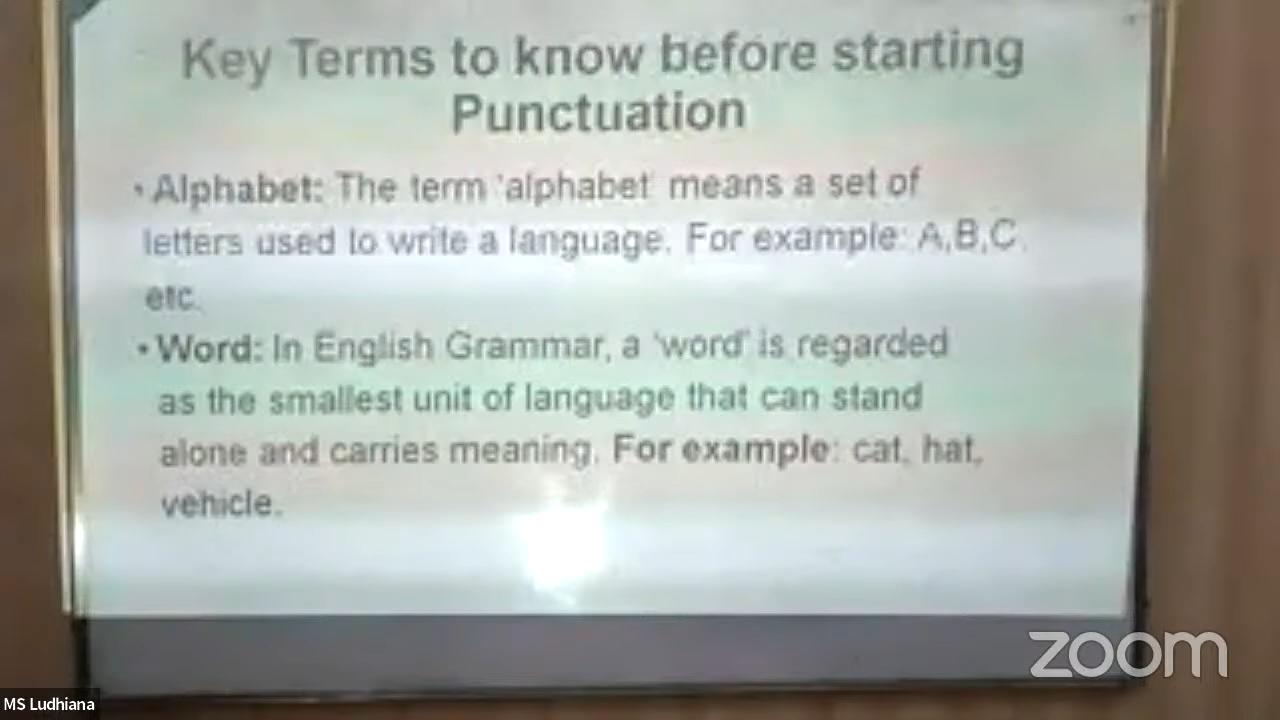 Key Terms to know before starting
Punctuation
• Alphabet: The term 'alphabet' means a set of
letters used to write a language. For example: A,B,C,
etc.
• Word: In English Grammar, a 'word' is regarded
as the smallest unit of language that can stand
alone and carries meaning. For example: cat, hat,
vehicle.
zoom
MS Ludhiana